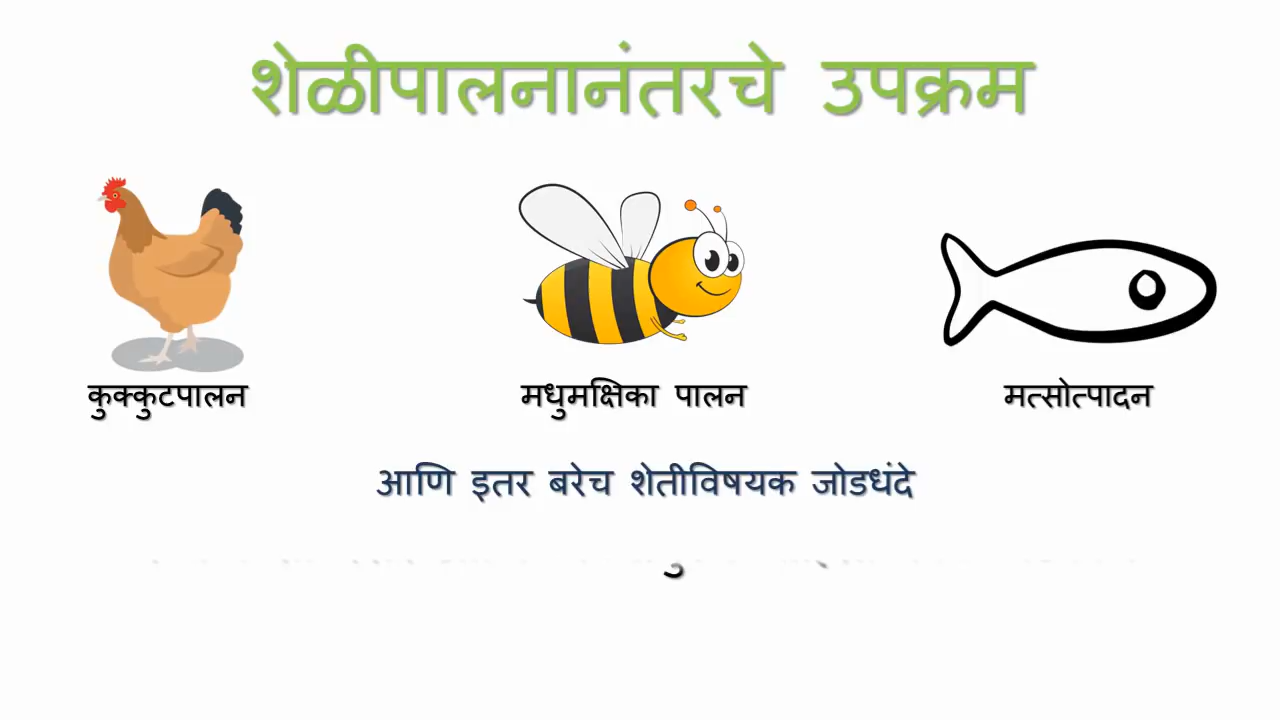 शेळीपालनानंतरचे उपक्रम
कुक्कुटपालन
मधुमक्षिका पालन
मत्सोत्पादन
आणि इतर बरेच शेतीविषयक जोडधंदे